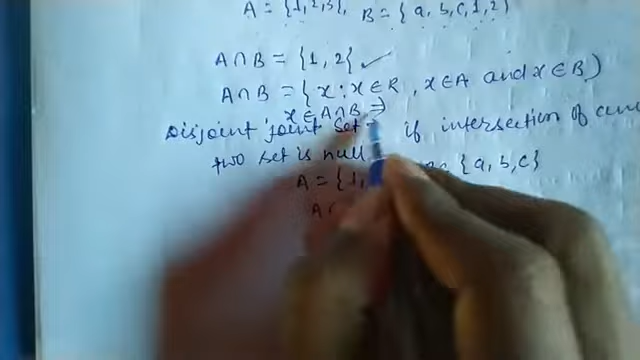 A = {1,2,3}, B = {a, b, c, 1, 2}
A∩B = {1, 2} ✓
A∩B = { x : x ∈ R , x ∈ A and x ∈ B }
x ∈ A∩B ⇒
Disjoint joint set - if intersection of
two set is null
A = {1, {a, b, c}
A∩